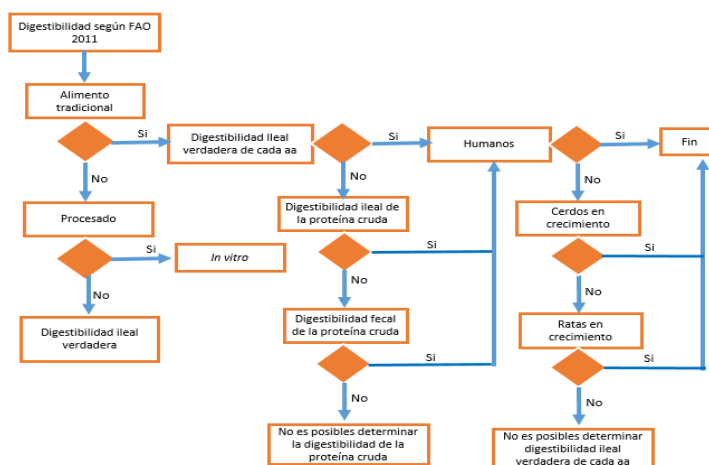 Digestibilidad según FAO
2011
Alimento
tradicional
Si
No
Procesado
Si
In vitro
No
Digestibilidad ileal
verdadera
Digestibilidad Ileal
verdadera de cada aa
Si
No
Digestibilidad ileal de
la proteína cruda
Si
No
Digestibilidad fecal
de la proteína cruda
Si
No
No es posibles determinar
la digestibilidad de la
proteína cruda
Humanos
Si
Fin
No
Cerdos en
crecimiento
Si
No
Ratas en
crecimiento
Si
No
No es posibles determinar
digestibilidad ileal
verdadera de cada aa